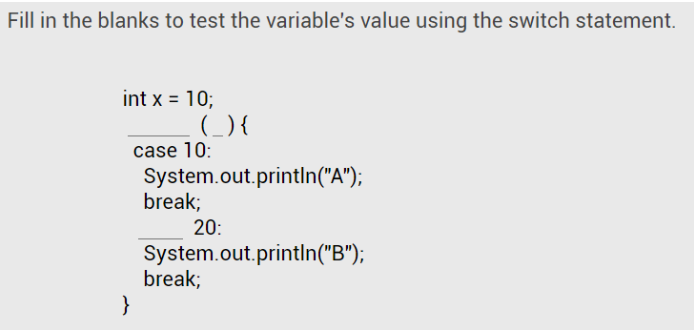 Fill in the blanks to test the variable's value using the switch statement.
int x = 10;
______ (_) {
case 10:
System.out.println("A");
break;
____ 20:
System.out.println("B");
break;
}